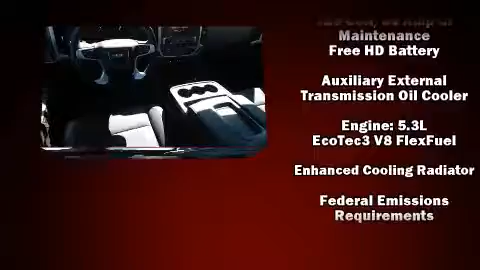 Maintenance
Free HD Battery
Auxiliary External
Transmission Oil Cooler
Engine: 5.3L
EcoTec3 V8 FlexFuel
Enhanced Cooling Radiator
Federal Emissions
Requirements